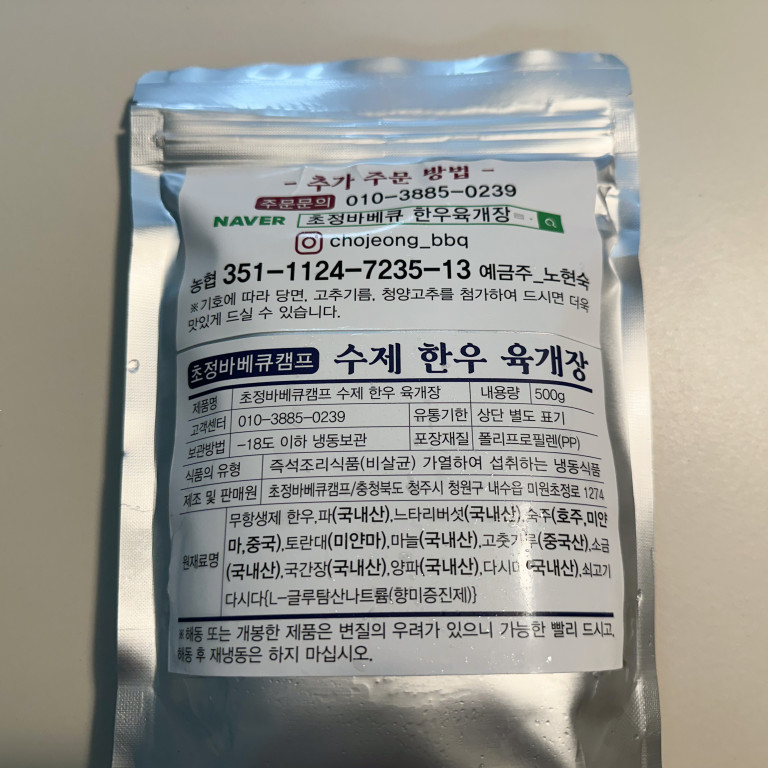 - 추가 주문 방법 -
주문문의 010-3885-0239
NAVER 초정바베큐 한우육개장
chojeong_bbq
농협 351-1124-7235-13 예금주_노현숙
※기호에 따라 당면, 고추기름, 청양고추를 첨가하여 드시면 더욱
맛있게 드실 수 있습니다.
초정바베큐캠프 수제 한우 육개장
제품명 초정바베큐캠프 수제 한우 육개장 내용량 500g
고객센터 010-3885-0239 유통기한 상단 별도 표기
보관방법 -18도 이하 냉동보관 포장재질 폴리프로필렌(PP)
식품의 유형 즉석조리식품(비살균) 가열하여 섭취하는 냉동식품
제조 및 판매원 초정바베큐캠프/충청북도 청주시 청원구 내수읍 미원초정로 1274
원재료명 무항생제 한우,파(국내산),느타리버섯(국내산),숙주(호주,미얀
마,중국),토란대(미얀마),마늘(국내산),고춧가루(중국산),소금
(국내산),국간장(국내산),양파(국내산),다시마(국내산),쇠고기
다시다{L-글루탐산나트륨(향미증진제)}
※해동 또는 개봉한 제품은 변질의 우려가 있으니 가능한 빨리 드시고,
해동 후 재냉동은 하지 마십시오.